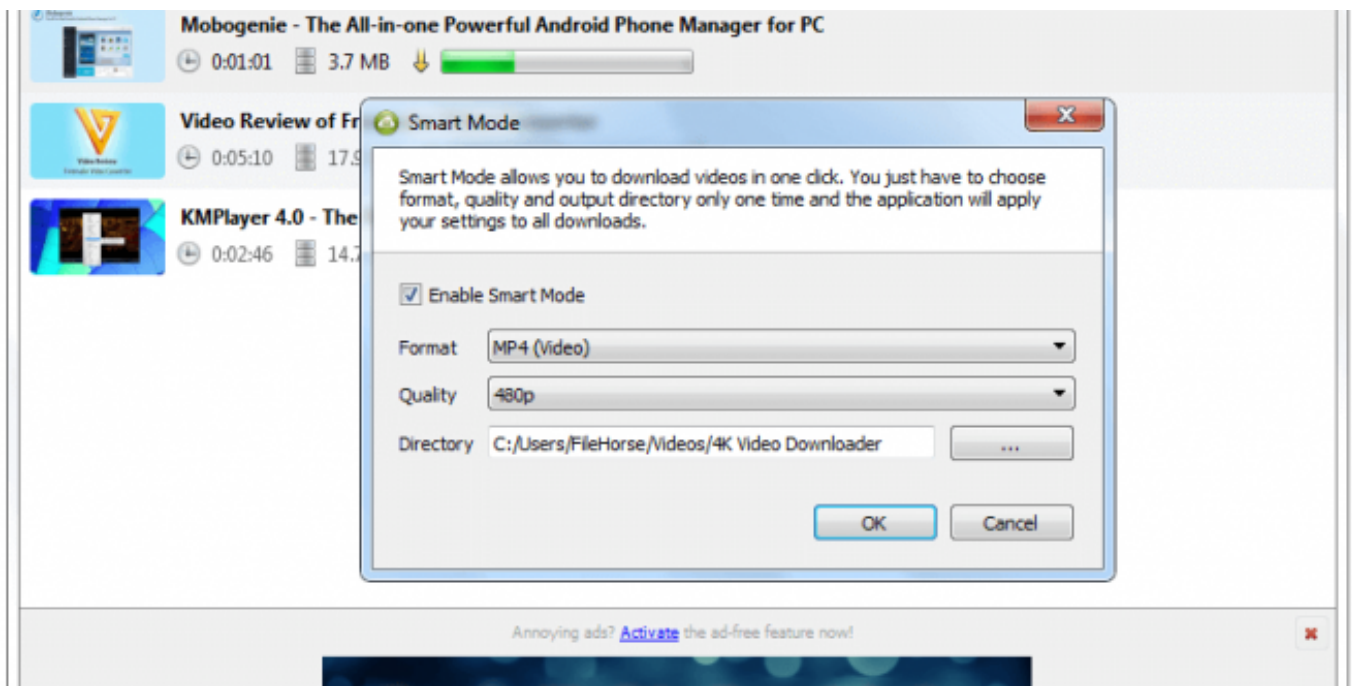 Mobogenie - The All-in-one Powerful Android Phone Manager for PC
0:01:01 3.7 MB
Video Review of Fr
0:05:10 17.9
KMPlayer 4.0 - The
0:02:46 14.7
Smart Mode
Smart Mode allows you to download videos in one click. You just have to choose
format, quality and output directory only one time and the application will apply
your settings to all downloads.
Enable Smart Mode
Format MP4 (Video)
Quality 480p
Directory C:/Users/FileHorse/Videos/4K Video Downloader ...
OK Cancel
Annoying ads? Activate the ad-free feature now!